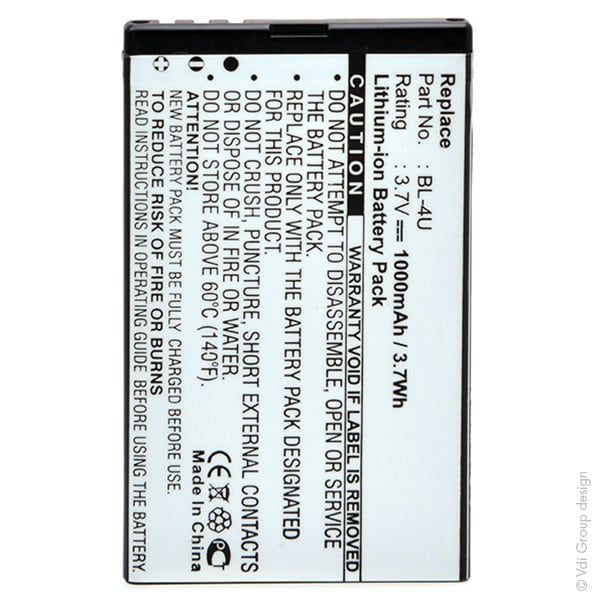 Replace
Part No. : BL-4U
Rating : 3.7V⎓ 1000mAh / 3.7Wh
Lithium-ion Battery Pack
CAUTION WARRANTY VOID IF LABEL IS REMOVED
• DO NOT ATTEMPT TO DISASSEMBLE, OPEN OR SERVICE
THE BATTERY PACK.
• REPLACE ONLY WITH THE BATTERY PACK DESIGNED
FOR THIS PRODUCT.
• DO NOT CRUSH, PUNCTURE, SHORT EXTERNAL CONTACTS
OR DISPOSE OF IN FIRE OR WATER.
• DO NOT STORE ABOVE 60°C (140°F).
NEW BATTERY PACK MUST BE FULLY CHARGED BEFORE USE
TO REDUCE RISK OF FIRE OR BURNS
READ INSTRUCTIONS IN OPERATING GUIDE BEFORE USING THE BATTERY.
CE PCT
Made In China
© Vdi Group design